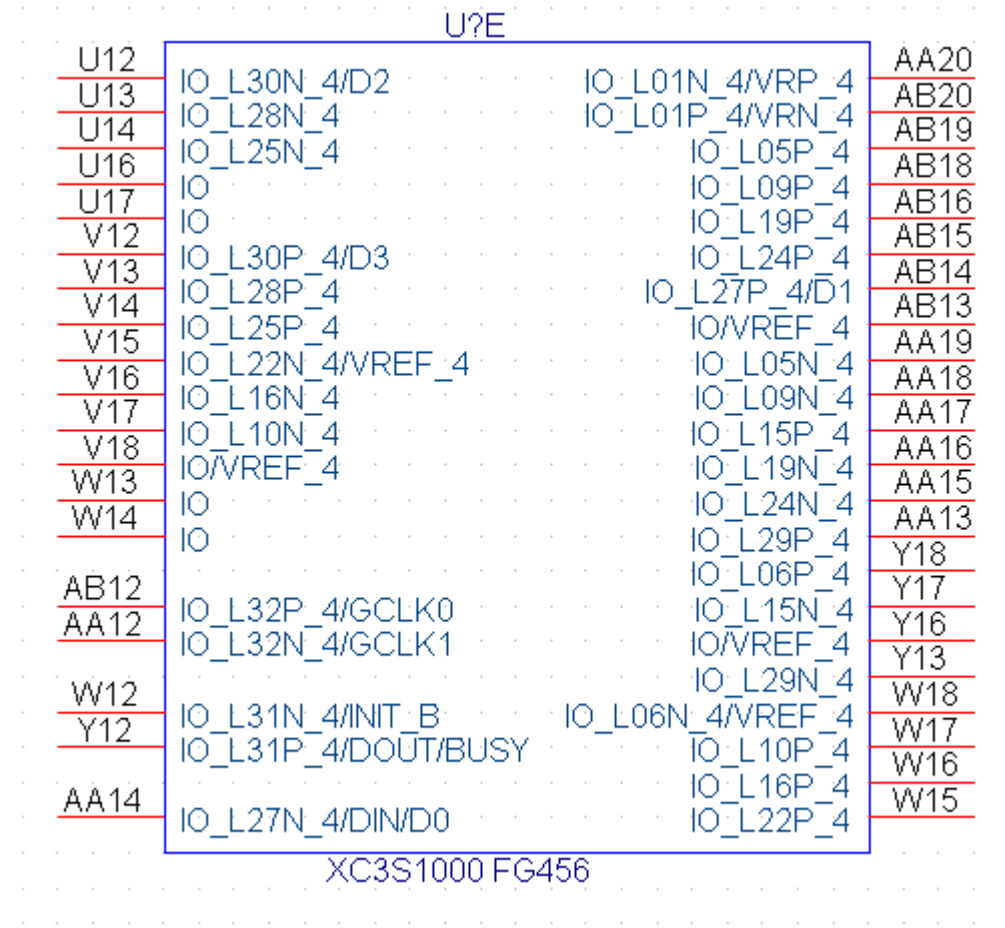 U?E
U12 IO_L30N_4/D2 IO_L01N_4/VRP_4 AA20
U13 IO_L28N_4 IO_L01P_4/VRN_4 AB20
U14 IO_L25N_4 IO_L05P_4 AB19
U16 IO IO_L09P_4 AB18
U17 IO IO_L19P_4 AB16
V12 IO_L30P_4/D3 IO_L24P_4 AB15
V13 IO_L28P_4 IO_L27P_4/D1 AB14
V14 IO_L25P_4 IO/VREF_4 AB13
V15 IO_L22N_4/VREF_4 IO_L05N_4 AA19
V16 IO_L16N_4 IO_L09N_4 AA18
V17 IO_L10N_4 IO_L15P_4 AA17
V18 IO/VREF_4 IO_L19N_4 AA16
W13 IO IO_L24N_4 AA15
W14 IO IO_L29P_4 AA13
IO_L06P_4 Y18
AB12 IO_L32P_4/GCLK0 IO_L15N_4 Y17
AA12 IO_L32N_4/GCLK1 IO/VREF_4 Y16
IO_L29N_4 Y13
W12 IO_L31N_4/INIT_B IO_L06N_4/VREF_4 W18
Y12 IO_L31P_4/DOUT/BUSY IO_L10P_4 W17
IO_L16P_4 W16
AA14 IO_L27N_4/DIN/D0 IO_L22P_4 W15
XC3S1000 FG456